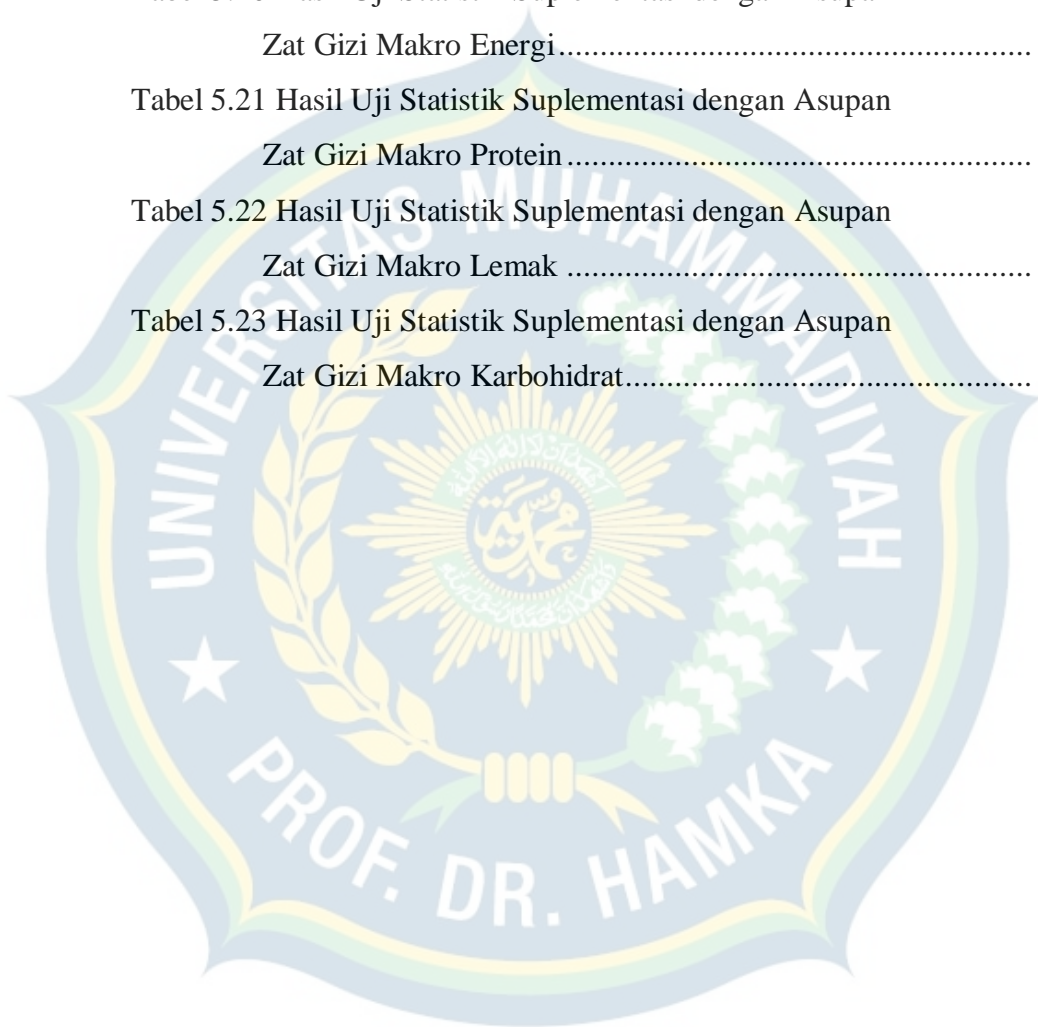 Zat Gizi Makro Energi.........................................................
Tabel 5.21 Hasil Uji Statistik Suplementasi dengan Asupan
Zat Gizi Makro Protein........................................................
Tabel 5.22 Hasil Uji Statistik Suplementasi dengan Asupan
Zat Gizi Makro Lemak ........................................................
Tabel 5.23 Hasil Uji Statistik Suplementasi dengan Asupan
Zat Gizi Makro Karbohidrat.................................................
UNIVERSITAS MUHAMMADIYAH
PROF. DR. HAMKA